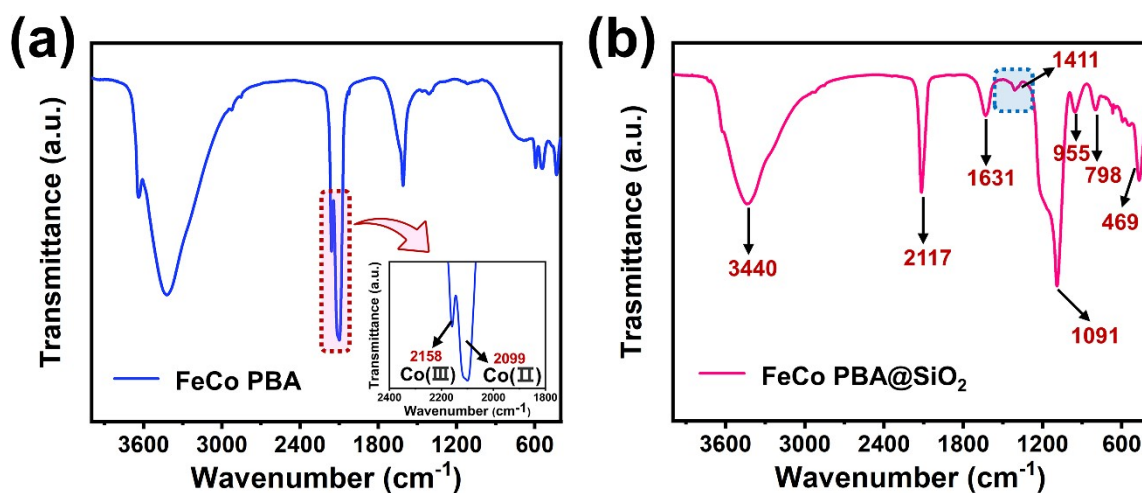 (a)
Transmittance (a.u.)
FeCo PBA
3600 3000 2400 1800 1200 600
Wavenumber (cm-1)
Transmittance (a.u.)
2158
Co(III)
2099
Co(II)
2400 2200 2000 1800
Wavenumber (cm-1)
(b)
Trasmittance (a.u.)
3440
2117
1631
1411
955
798
469
1091
FeCo PBA@SiO2
3600 3000 2400 1800 1200 600
Wavenumber (cm-1)